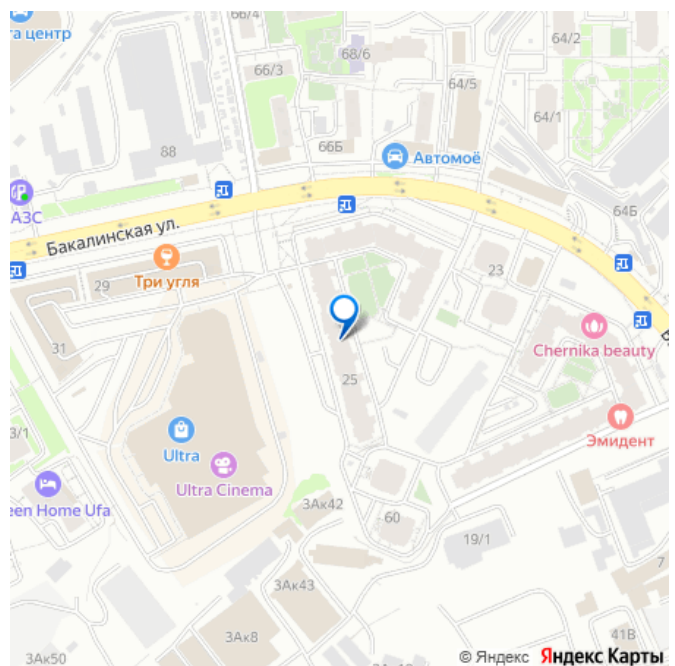 та центр
66/4
68/6
64/2
66/3
64/5
64/1
66Б
88
Автомоё
АЗС
64Б
Бакалинская ул.
23
29
Три угля
31
Chernika beauty
25
3/1
Ultra
Эмидент
Ultra Cinema
een Home Ufa
3Ак42
60
19/1
7
3Ак43
3Ак8
41В
3Ак50
© Яндекс Яндекс Карты